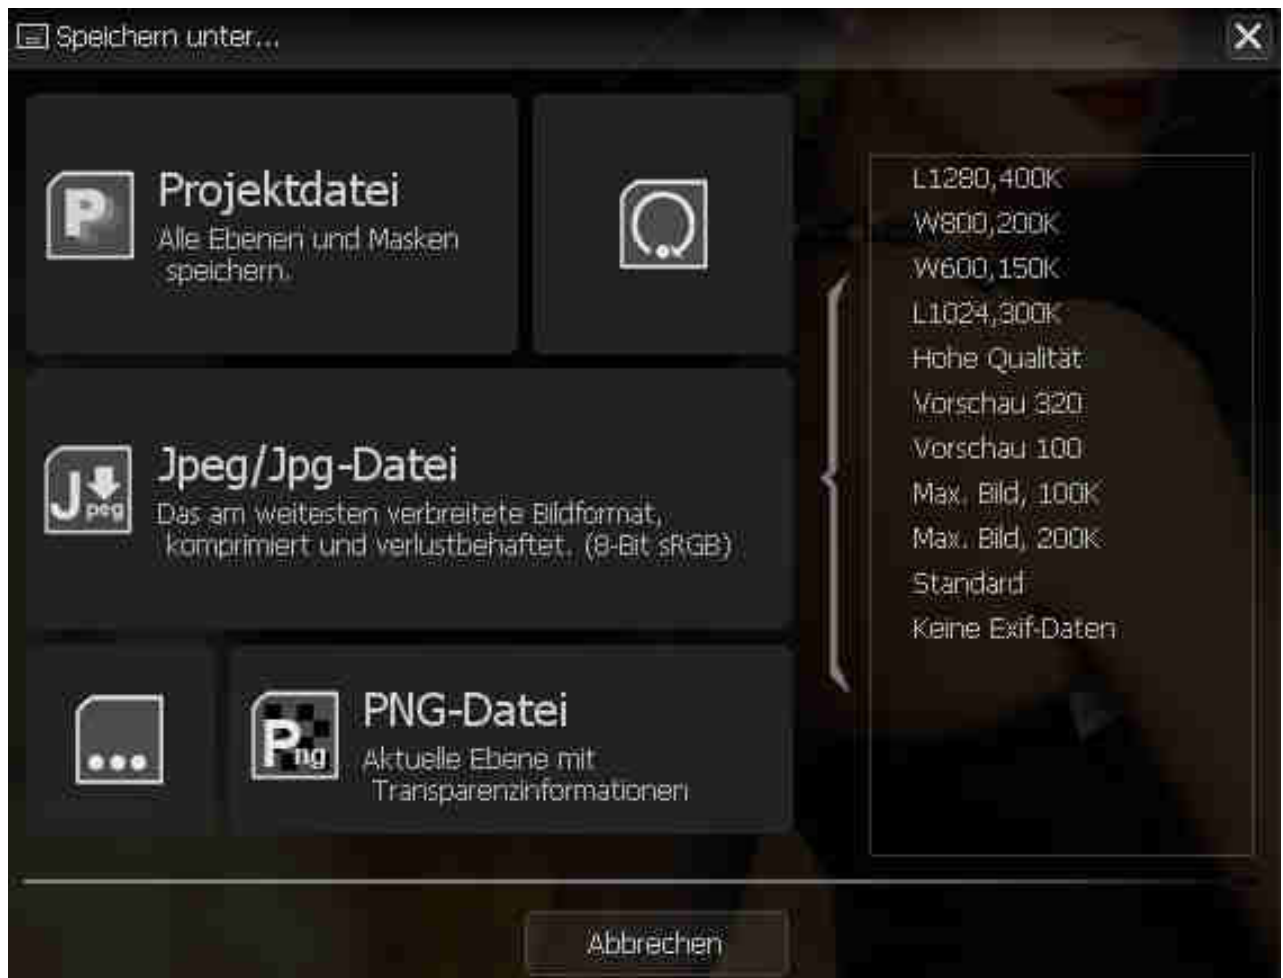 Speichern unter...
Projektdatei
Alle Ebenen und Masken
speichern.
Jpeg/Jpg-Datei
Das am weitesten verbreitete Bildformat,
komprimiert und verlustbehaftet. (8-Bit sRGB)
J peg
PNG-Datei
Aktuelle Ebene mit
Transparenzinformationen
Png
P
L1280,400K
W800,200K
W600,150K
L1024,300K
Hohe Qualität
Vorschau 320
Vorschau 100
Max. Bild, 100K
Max. Bild, 200K
Standard
Keine Exif-Daten
Abbrechen